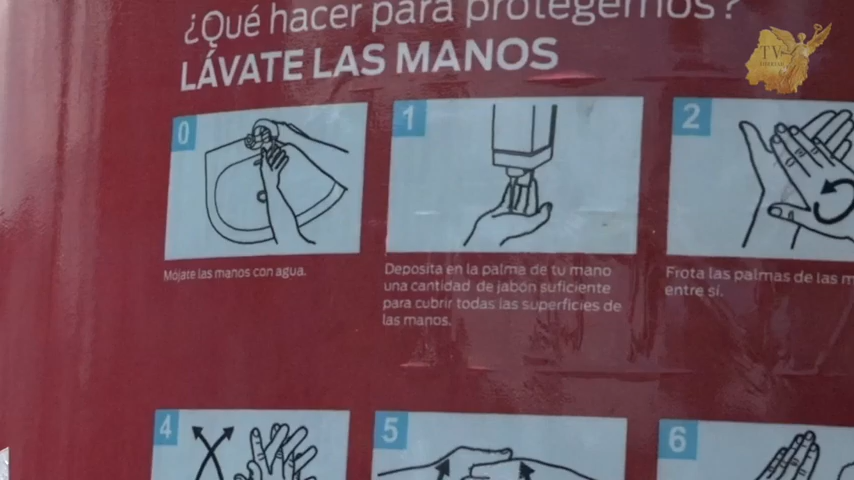 ¿Qué hacer para protegernos?
LÁVATE LAS MANOS
0
1
2
Mójate las manos con agua.
Deposita en la palma de tu mano
una cantidad de jabón suficiente
para cubrir todas las superficies de
las manos.
Frota las palmas de las m
entre sí.
4
5
6
TV